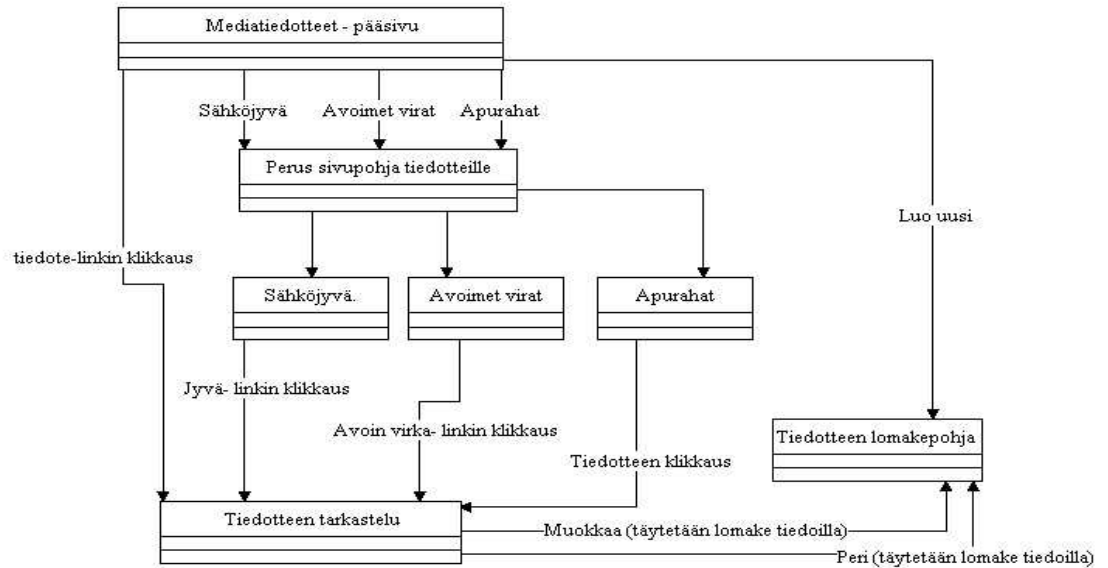 Mediatiedotteet - pääsivu
Sähköjyvä
Avoimet virat
Apurahat
Perus sivupohja tiedotteille
Luo uusi
tiedote-linkin klikkaus
Sähköjyvä.
Avoimet virat
Apurahat
Jyvä- linkin klikkaus
Avoin virka- linkin klikkaus
Tiedotteen lomakepohja
Tiedotteen klikkaus
Tiedotteen tarkastelu
Muokkaa (täytetään lomake tiedoilla)
Peri (täytetään lomake tiedoilla)